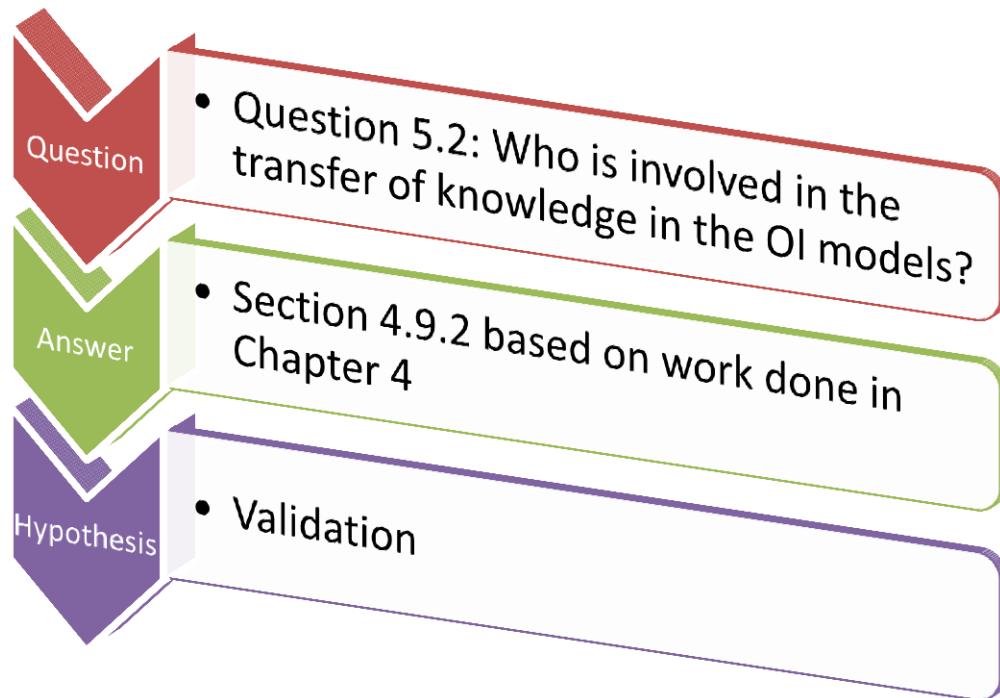 Question
• Question 5.2: Who is involved in the
transfer of knowledge in the OI models?
Answer
• Section 4.9.2 based on work done in
Chapter 4
Hypothesis
• Validation